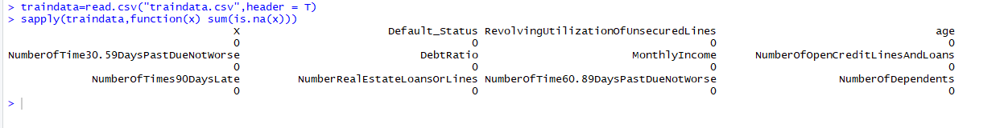 > traindata=read.csv("traindata.csv",header = T)
> sapply(traindata,function(x) sum(is.na(x)))
X Default_Status RevolvingUtilizationOfUnsecuredLines age
0 0 0 0
NumberOfTime30.59DaysPastDueNotWorse DebtRatio MonthlyIncome NumberOfOpenCreditLinesAndLoans
0 0 0 0
NumberOfTimes90DaysLate NumberRealEstateLoansOrLines NumberOfTime60.89DaysPastDueNotWorse NumberOfDependents
0 0 0 0
>